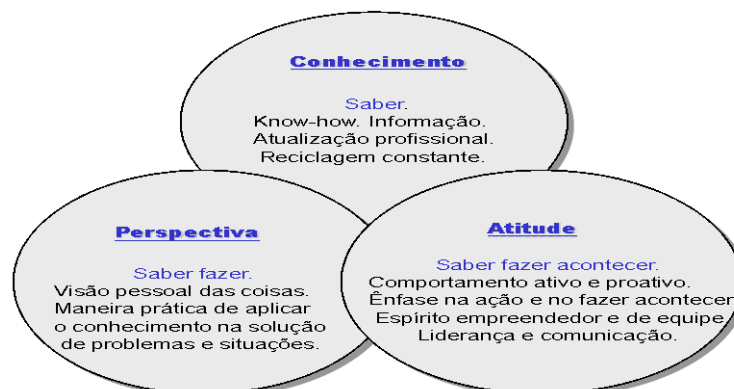 Conhecimento
Saber.
Know-how. Informação.
Atualização profissional.
Reciclagem constante.
Perspectiva
Saber fazer.
Visão pessoal das coisas.
Maneira prática de aplicar
o conhecimento na solução
de problemas e situações.
Atitude
Saber fazer acontecer.
Comportamento ativo e proativo.
Ênfase na ação e no fazer acontecer
Espírito empreendedor e de equipe.
Liderança e comunicação.